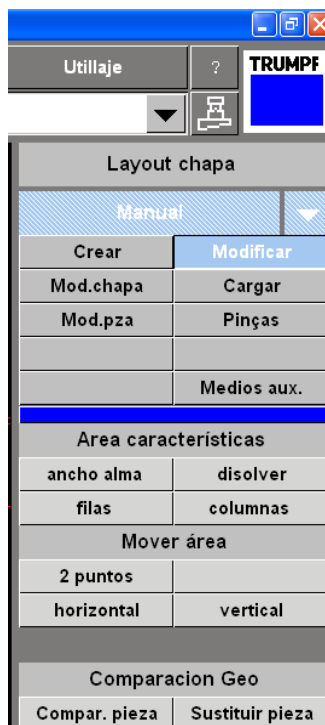 Utillaje ? TRUMPF
Layout chapa
Manual
Crear Modificar
Mod.chapa Cargar
Mod.pza Pinças
Medios aux.
Area características
ancho alma disolver
filas columnas
Mover área
2 puntos
horizontal vertical
Comparacion Geo
Compar. pieza Sustituir pieza